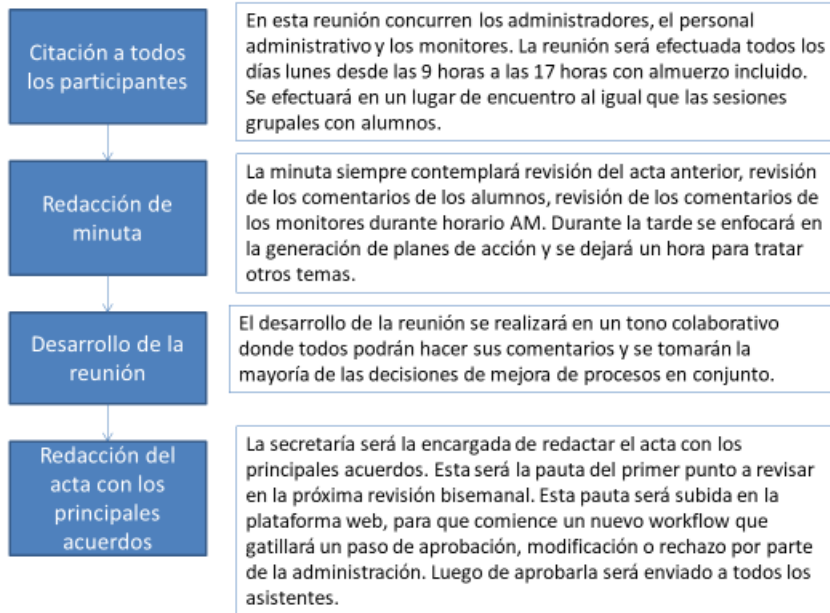 Citación a todos
los participantes
En esta reunión concurren los administradores, el personal
administrativo y los monitores. La reunión será efectuada todos los
días lunes desde las 9 horas a las 17 horas con almuerzo incluido.
Se efectuará en un lugar de encuentro al igual que las sesiones
grupales con alumnos.
Redacción de
minuta
La minuta siempre contemplará revisión del acta anterior, revisión
de los comentarios de los alumnos, revisión de los comentarios de
los monitores durante horario AM. Durante la tarde se enfocará en
la generación de planes de acción y se dejará un hora para tratar
otros temas.
Desarrollo de la
reunión
El desarrollo de la reunión se realizará en un tono colaborativo
donde todos podrán hacer sus comentarios y se tomarán la
mayoría de las decisiones de mejora de procesos en conjunto.
Redacción del
acta con los
principales
acuerdos
La secretaría será la encargada de redactar el acta con los
principales acuerdos. Esta será la pauta del primer punto a revisar
en la próxima revisión bisemanal. Esta pauta será subida en la
plataforma web, para que comience un nuevo workflow que
gatillará un paso de aprobación, modificación o rechazo por parte
de la administración. Luego de aprobarla será enviado a todos los
asistentes.